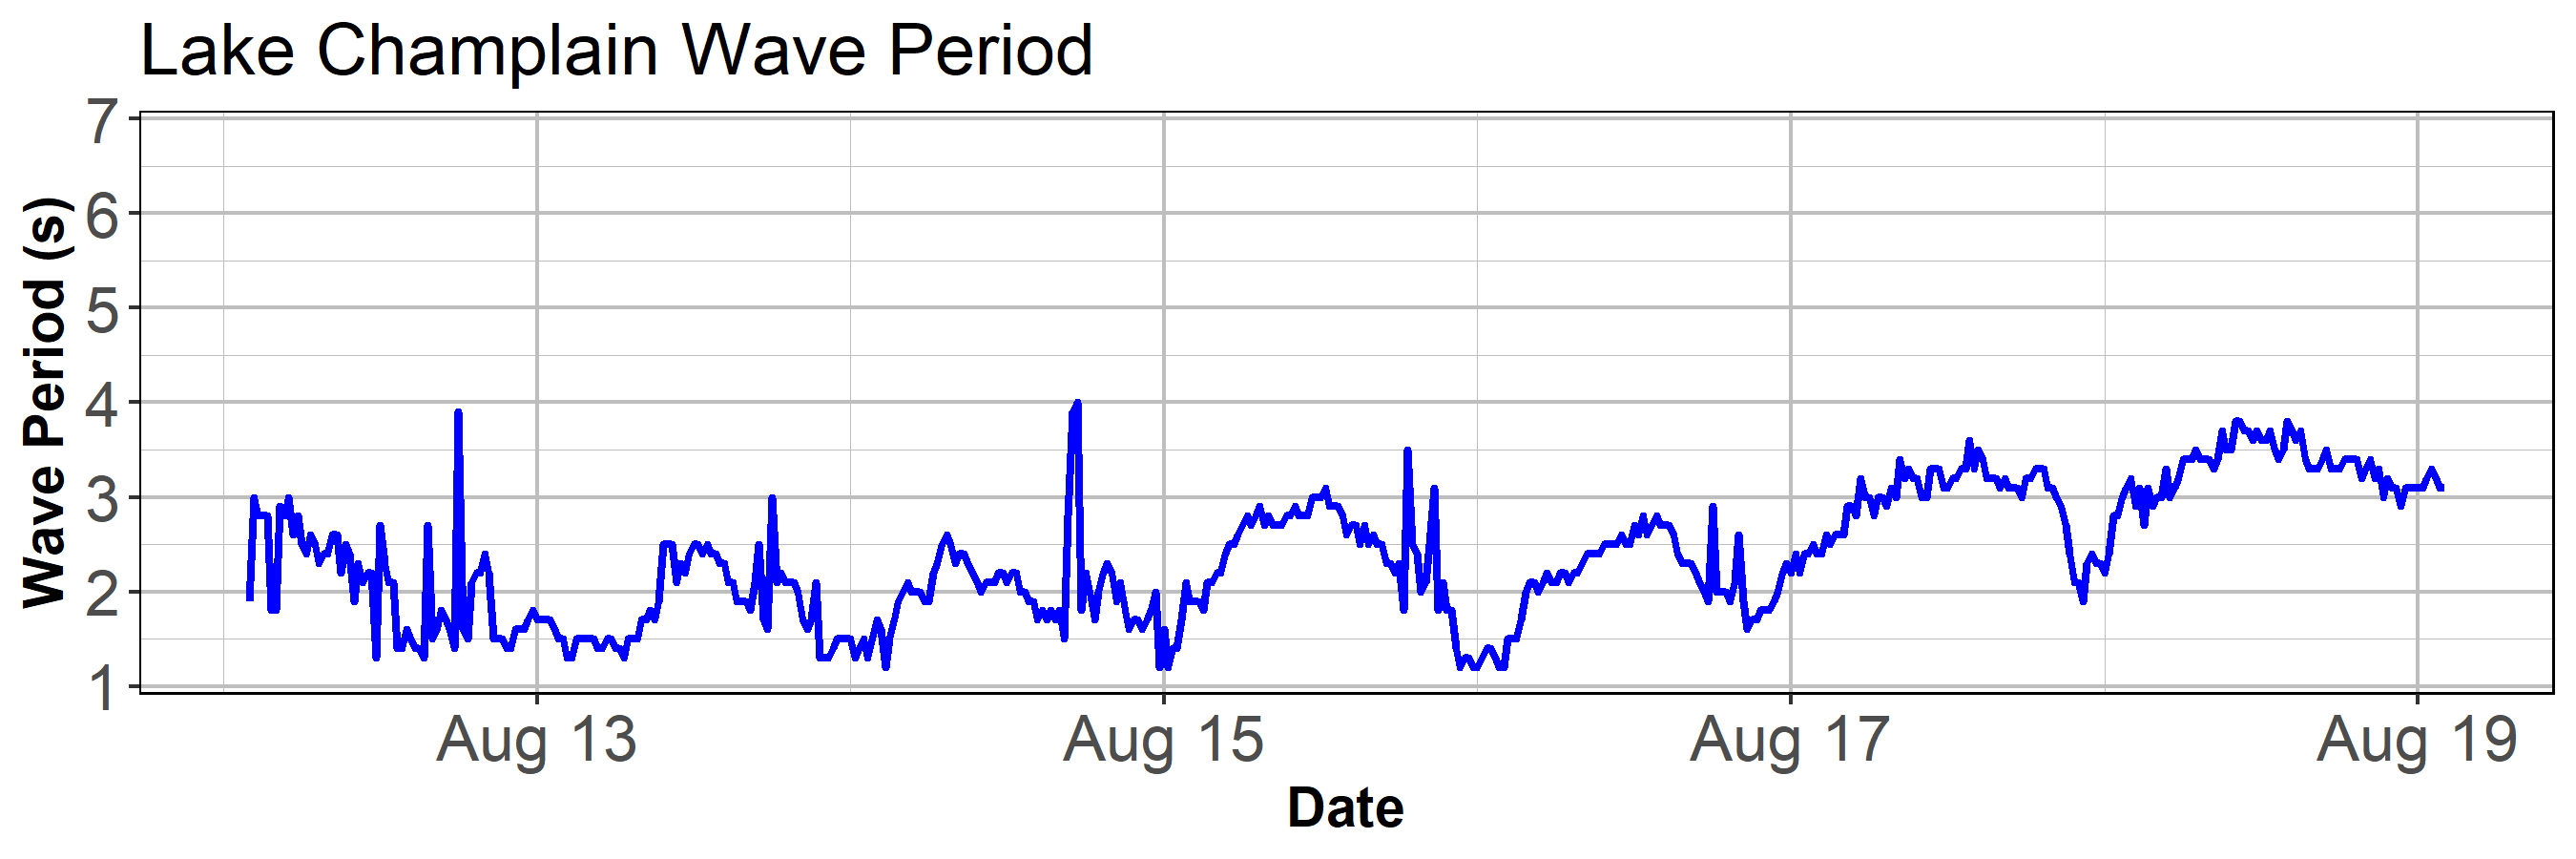 Lake Champlain Wave Period
Wave Period (s)
7
6
5
4
3
2
1
Aug 13
Aug 15
Aug 17
Aug 19
Date